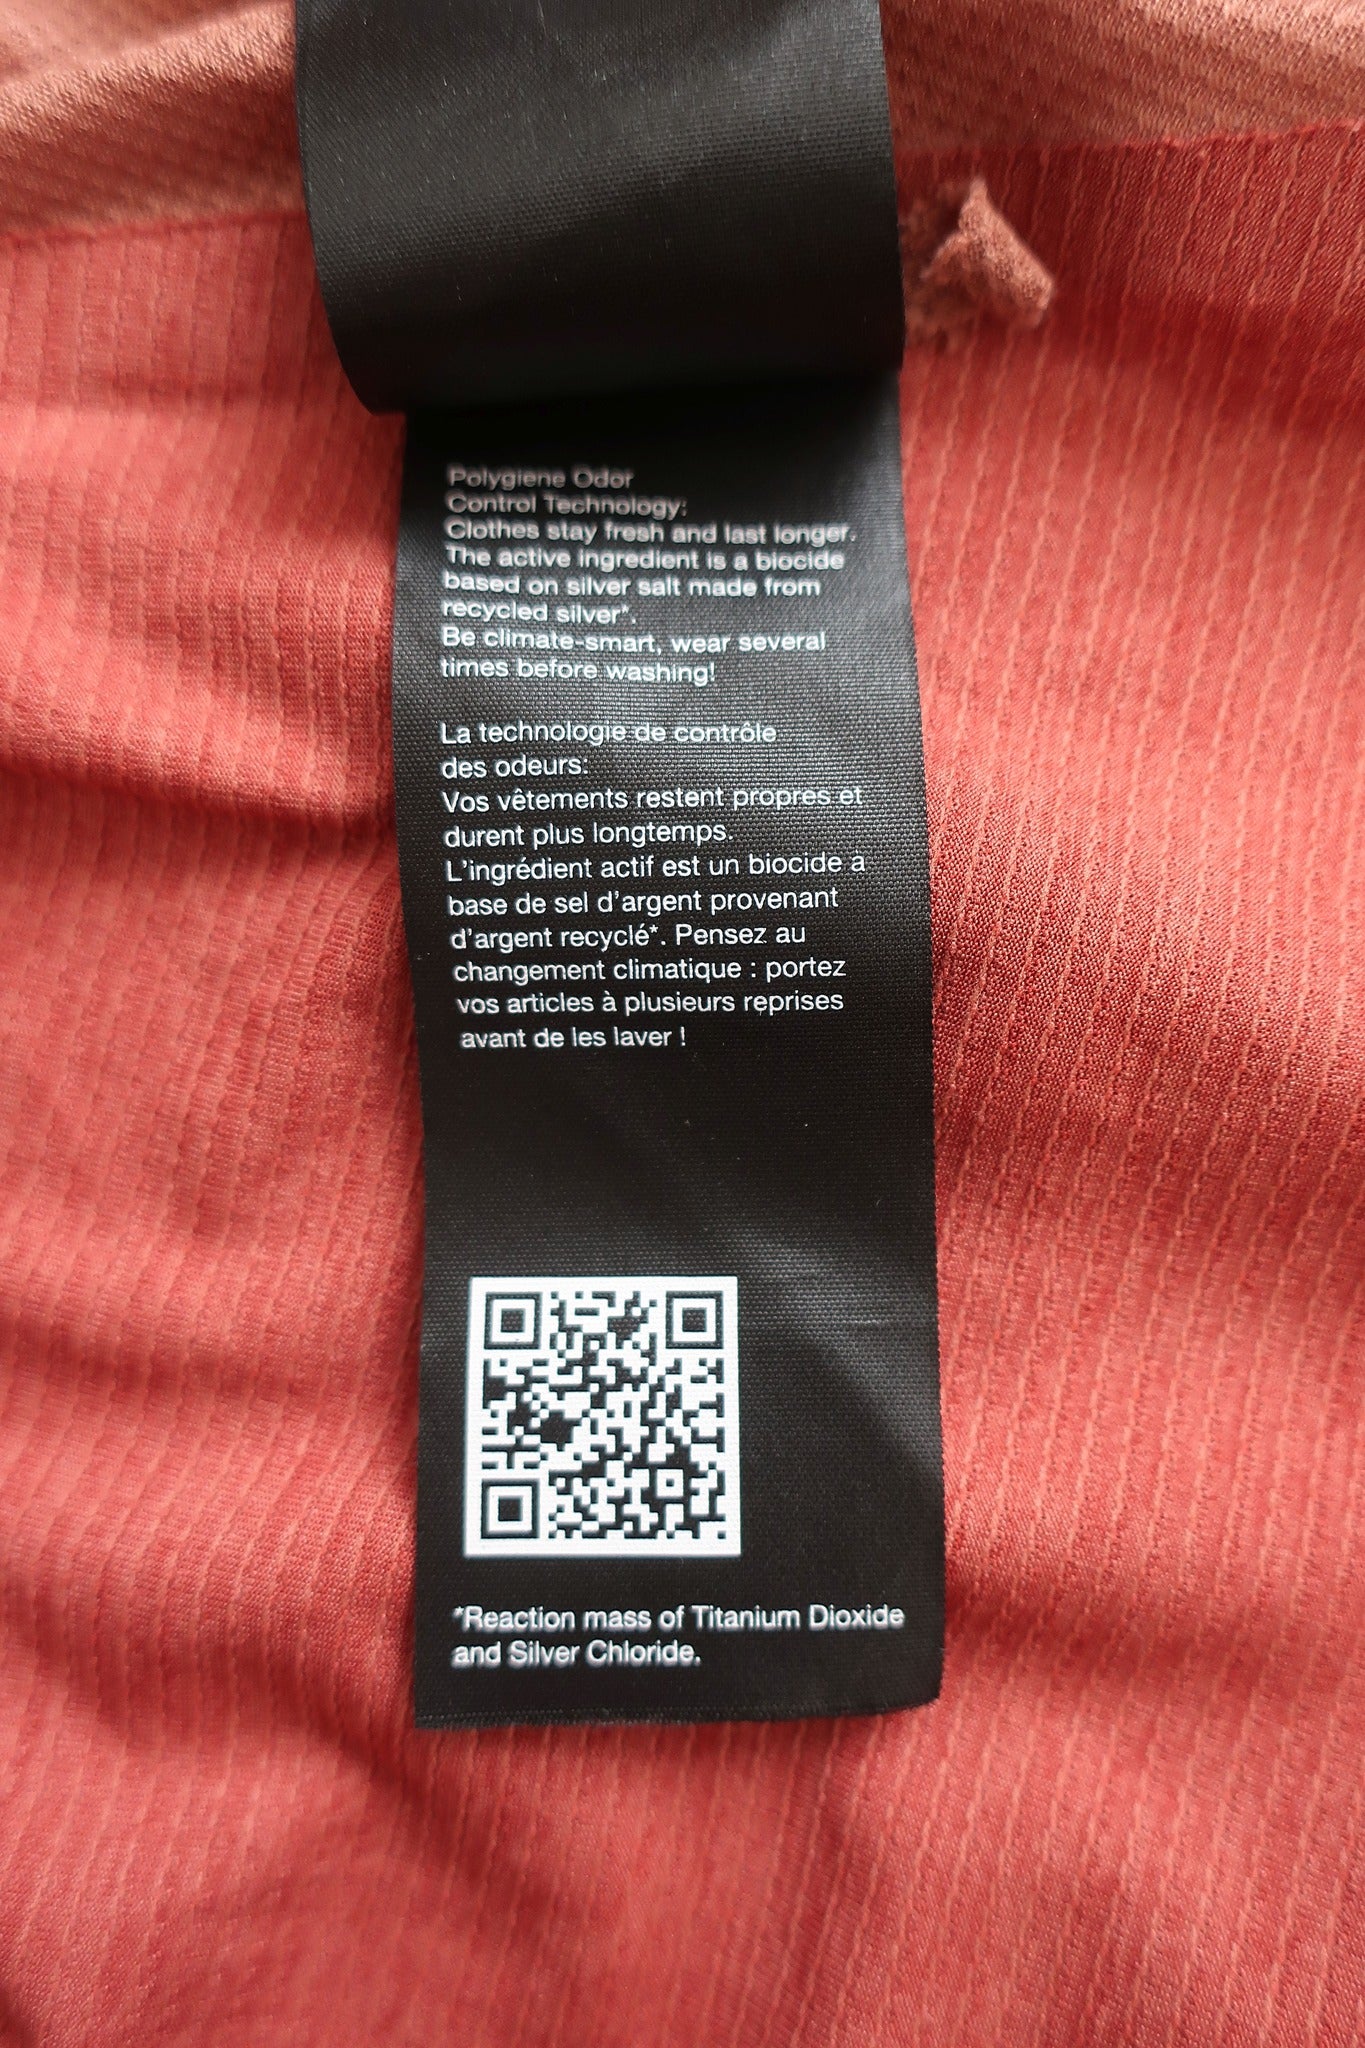 Polygiene Odor
Control Technology:
Clothes stay fresh and last longer.
The active ingredient is a biocide
based on silver salt made from
recycled silver*.
Be climate-smart, wear several
times before washing!
La technologie de contrôle
des odeurs:
Vos vêtements restent propres et
durent plus longtemps.
L'ingrédient actif est un biocide à
base de sel d'argent provenant
d'argent recyclé*. Pensez au
changement climatique : portez
vos articles à plusieurs reprises
avant de les laver !
*Reaction mass of Titanium Dioxide
and Silver Chloride.